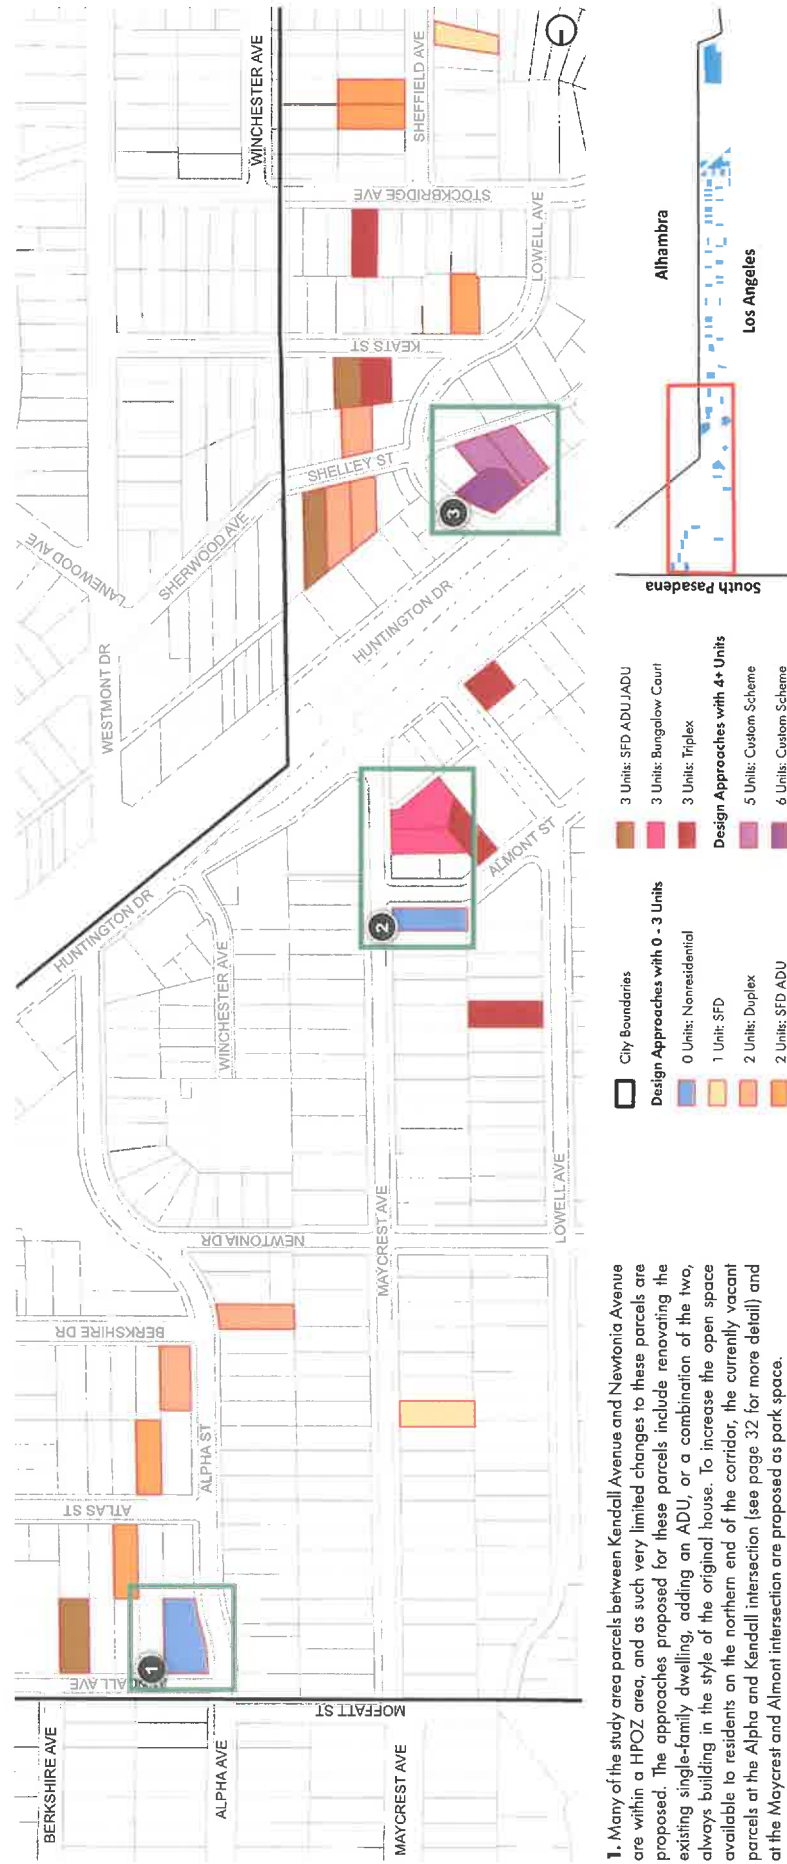 BERKSHIRE AVE
ALPHA AVE
MAYCREST AVE
MOFFATT ST
1
ATLAS ST
ALPHA ST
BERKSHIRE DR
NEWTONIA DR
MAYCREST AVE
LOWELL AVE
WINCHESTER AVE
HUNTINGTON DR
2
ALMONT ST
WESTMONT DR
LANEWOOD AVE
SHERWOOD AVE
HUNTINGTON DR
SHELLEY ST
3
KEATS ST
LOWELL AVE
STOCKBRIDGE AVE
WINCHESTER AVE
SHEFFIELD AVE
1. Many of the study area parcels between Kendall Avenue and Newtonia Avenue
are within a HPOZ area, and as such very limited changes to these parcels are
proposed. The approaches proposed for these parcels include renovating the
existing single-family dwelling, adding an ADU, or a combination of the two,
always building in the style of the original house. To increase the open space
available to residents on the northern end of the corridor, the currently vacant
parcels at the Alpha and Kendall intersection (see page 32 for more detail) and
at the Maycrest and Almont intersection are proposed as park space.
City Boundaries
Design Approaches with 0 - 3 Units
0 Units: Nonresidential
1 Unit: SFD
2 Units: Duplex
2 Units: SFD ADU
3 Units: SFD ADU JADU
3 Units: Bungalow Court
3 Units: Triplex
Design Approaches with 4+ Units
5 Units: Custom Scheme
6 Units: Custom Scheme
South Pasadena
Alhambra
Los Angeles